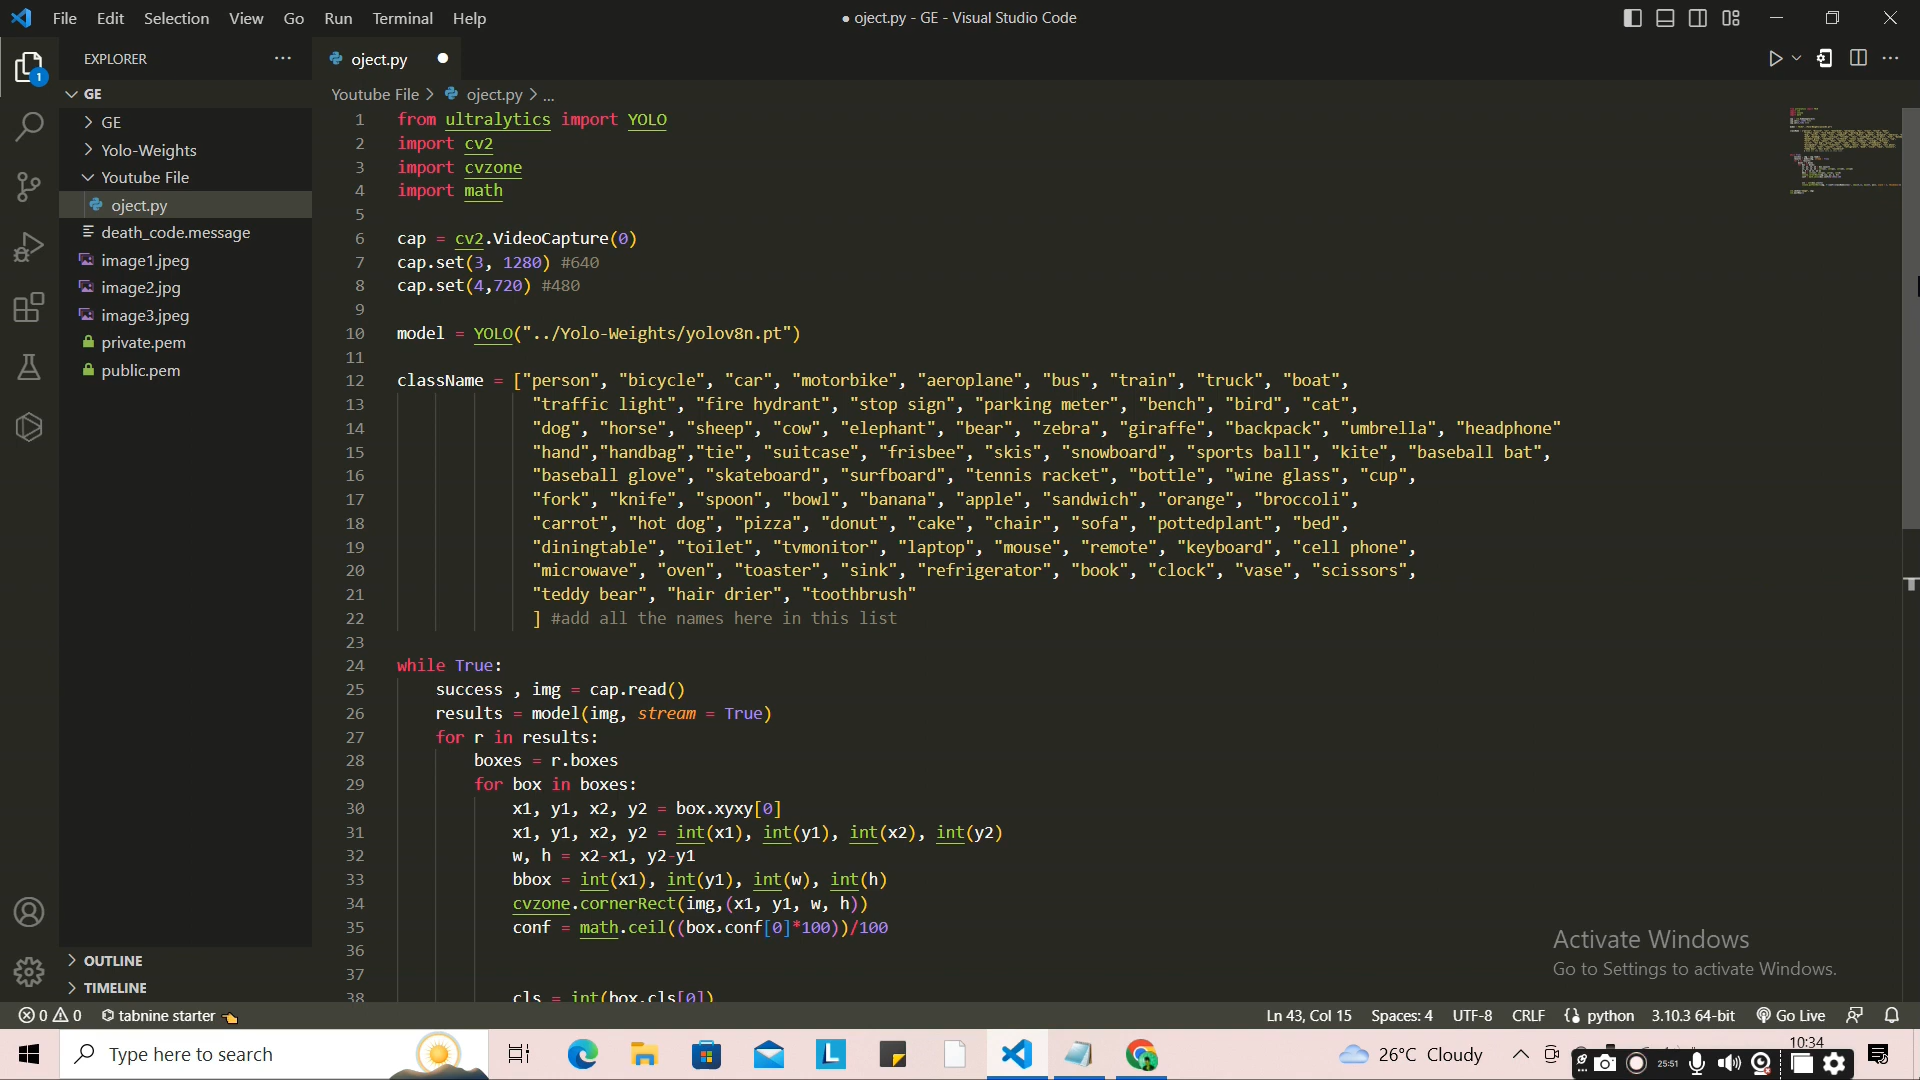 File Edit Selection View Go Run Terminal Help
● oject.py - GE - Visual Studio Code
EXPLORER
oject.py
1
GE
Youtube File > oject.py > ...
GE
Yolo-Weights
Youtube File
oject.py
death_code.message
image1.jpeg
image2.jpg
image3.jpeg
private.pem
public.pem
OUTLINE
TIMELINE
1 from ultralytics import YOLO
2 import cv2
3 import cvzone
4 import math
5
6 cap = cv2.VideoCapture(0)
7 cap.set(3, 1280) #640
8 cap.set(4,720) #480
9
10 model = YOLO("../Yolo-Weights/yolov8n.pt")
11
12 className = ["person", "bicycle", "car", "motorbike", "aeroplane", "bus", "train", "truck", "boat",
13 "traffic light", "fire hydrant", "stop sign", "parking meter", "bench", "bird", "cat",
14 "dog", "horse", "sheep", "cow", "elephant", "bear", "zebra", "giraffe", "backpack", "umbrella", "headphone"
15 "hand","handbag","tie", "suitcase", "frisbee", "skis", "snowboard", "sports ball", "kite", "baseball bat",
16 "baseball glove", "skateboard", "surfboard", "tennis racket", "bottle", "wine glass", "cup",
17 "fork", "knife", "spoon", "bowl", "banana", "apple", "sandwich", "orange", "broccoli",
18 "carrot", "hot dog", "pizza", "donut", "cake", "chair", "sofa", "pottedplant", "bed",
19 "diningtable", "toilet", "tvmonitor", "laptop", "mouse", "remote", "keyboard", "cell phone",
20 "microwave", "oven", "toaster", "sink", "refrigerator", "book", "clock", "vase", "scissors",
21 "teddy bear", "hair drier", "toothbrush"
22 ] #add all the names here in this list
23
24 while True:
25 success , img = cap.read()
26 results = model(img, stream = True)
27 for r in results:
28 boxes = r.boxes
29 for box in boxes:
30 x1, y1, x2, y2 = box.xyxy[0]
31 x1, y1, x2, y2 = int(x1), int(y1), int(x2), int(y2)
32 w, h = x2-x1, y2-y1
33 bbox = int(x1), int(y1), int(w), int(h)
34 cvzone.cornerRect(img,(x1, y1, w, h))
35 conf = math.ceil((box.conf[0]*100))/100
36
37
38 cls = int(box.cls[0])
Activate Windows
Go to Settings to activate Windows.
0 0 tabnine starter
Ln 43, Col 15 Spaces: 4 UTF-8 CRLF python 3.10.3 64-bit Go Live
Type here to search
L
26°C Cloudy
10:34
25:51